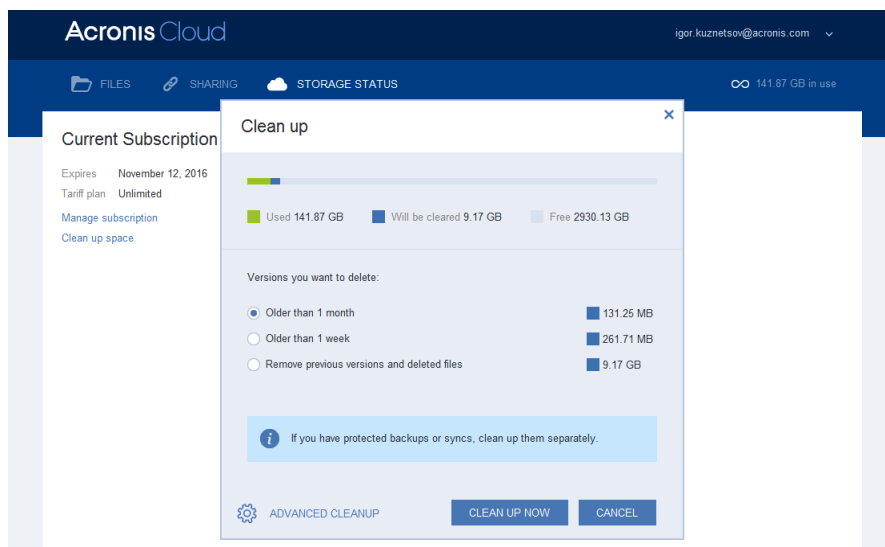 Acronis Cloud
igor.kuznetsov@acronis.com
FILES
SHARING
STORAGE STATUS
141.87 GB in use
Current Subscription
Expires November 12, 2016
Tariff plan Unlimited
Manage subscription
Clean up space
Clean up
Used 141.87 GB
Will be cleared 9.17 GB
Free 2930.13 GB
Versions you want to delete:
Older than 1 month 131.25 MB
Older than 1 week 261.71 MB
Remove previous versions and deleted files 9.17 GB
If you have protected backups or syncs, clean up them separately.
ADVANCED CLEANUP
CLEAN UP NOW
CANCEL